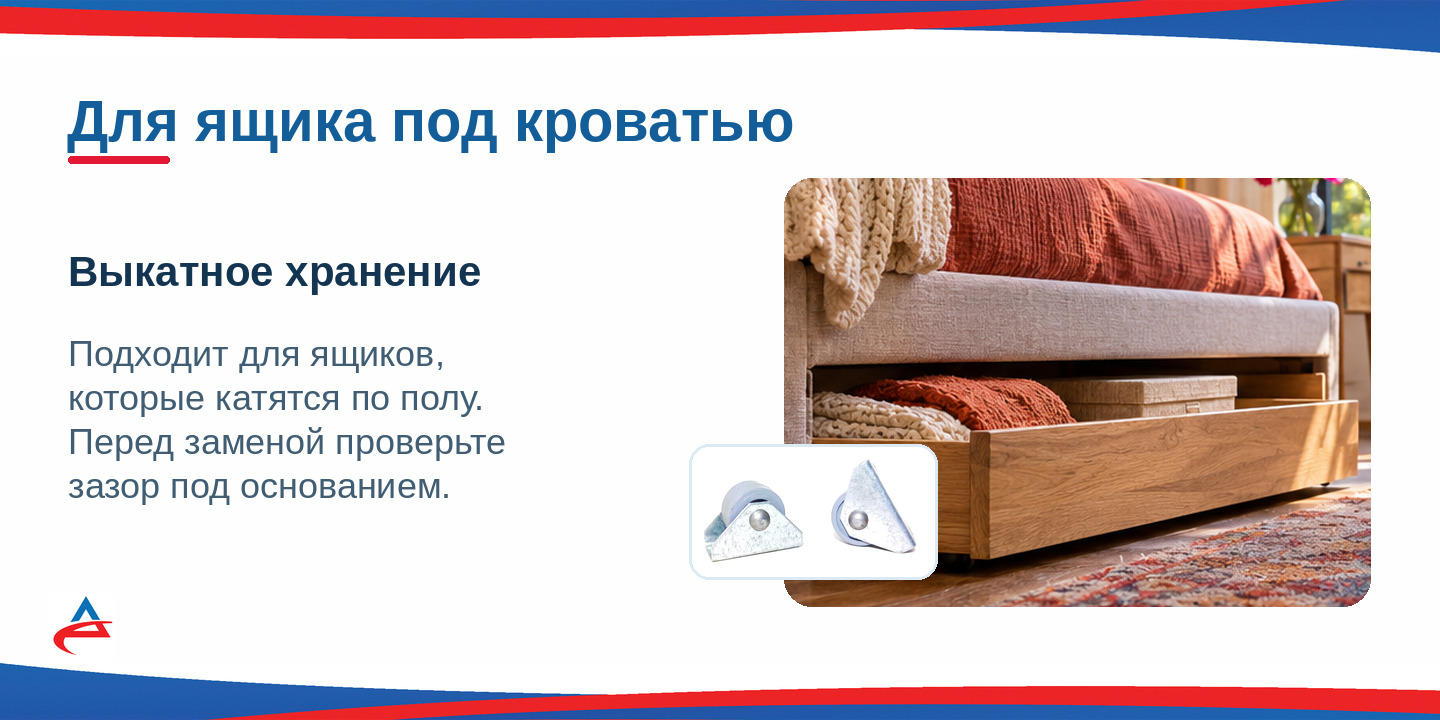 Для ящика под кроватью
Выкатное хранение
Подходит для ящиков,
которые катятся по полу.
Перед заменой проверьте
зазор под основанием.